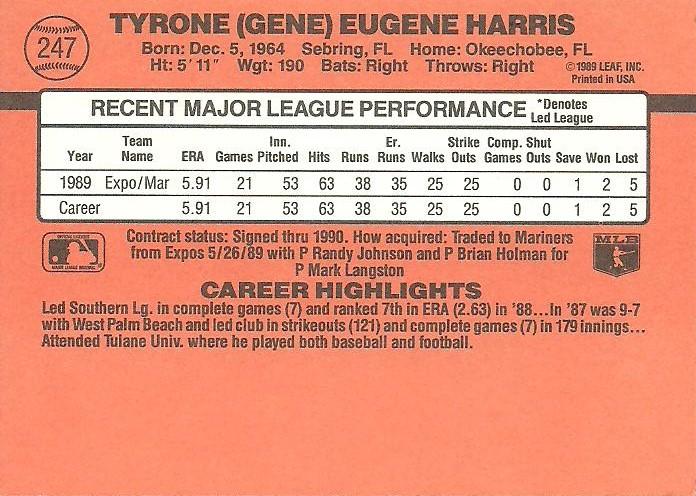 247
TYRONE (GENE) EUGENE HARRIS
Born: Dec. 5, 1964 Sebring, FL Home: Okeechobee, FL
Ht: 5' 11" Wgt: 190 Bats: Right Throws: Right
©1989 LEAF, INC.
Printed in USA
RECENT MAJOR LEAGUE PERFORMANCE *Denotes Led League
Year Team Name ERA Games Inn. Pitched Hits Runs Er. Runs Walks Strike Outs Comp. Games Shut Outs Save Won Lost
1989 Expo/Mar 5.91 21 53 63 38 35 25 25 0 0 1 2 5
Career 5.91 21 53 63 38 35 25 25 0 0 1 2 5
Contract status: Signed thru 1990. How acquired: Traded to Mariners
from Expos 5/26/89 with P Randy Johnson and P Brian Holman for
P Mark Langston
MLB
CAREER HIGHLIGHTS
Led Southern Lg. in complete games (7) and ranked 7th in ERA (2.63) in '88...In '87 was 9-7
with West Palm Beach and led club in strikeouts (121) and complete games (7) in 179 innings...
Attended Tulane Univ. where he played both baseball and football.